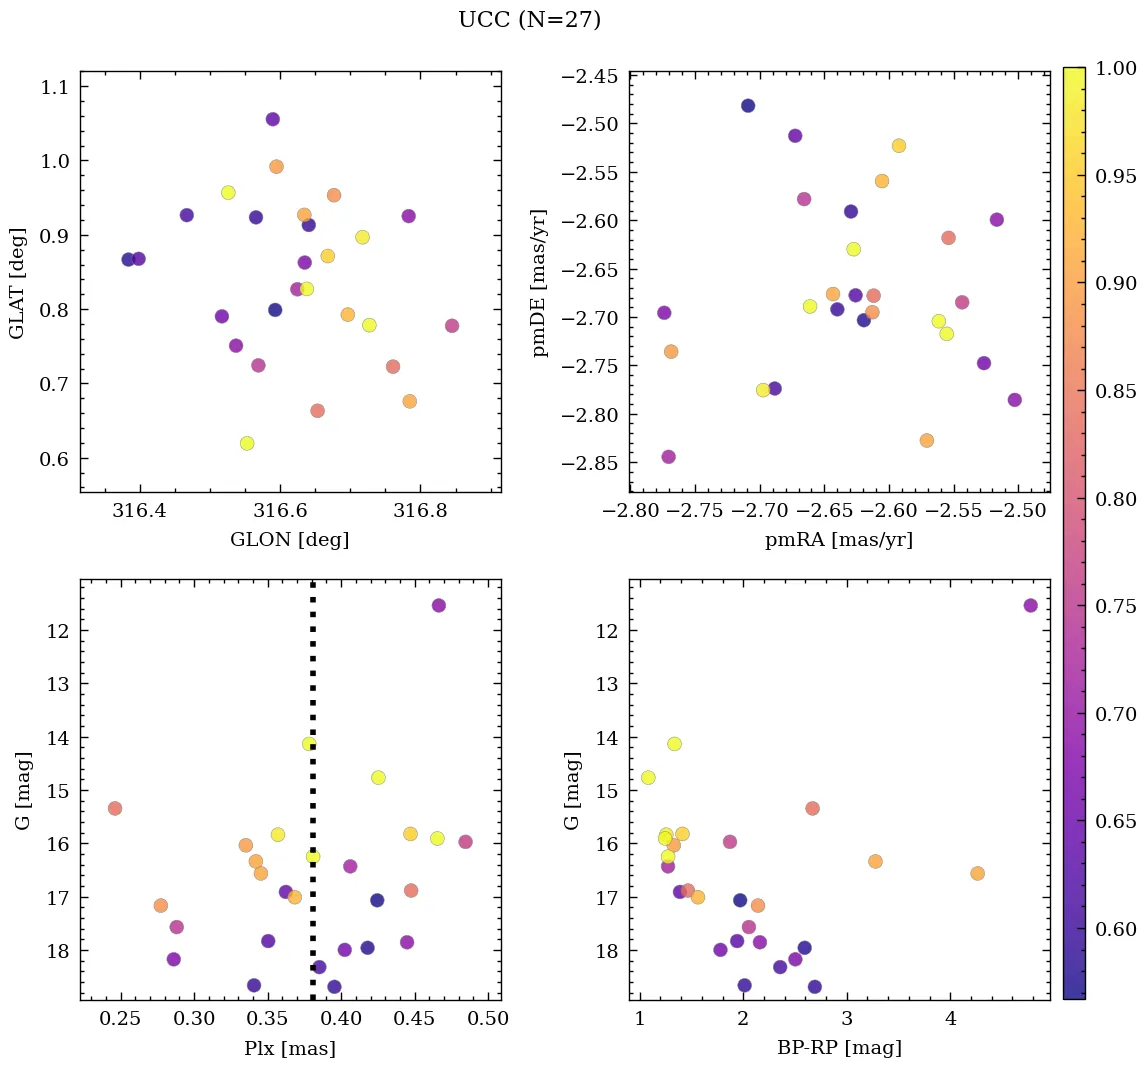 UCC (N=27)
1.1
1.0
0.9
0.8
0.7
0.6
GLAT [deg]
316.4 316.6 316.8
GLON [deg]
−2.45
−2.50
−2.55
−2.60
−2.65
−2.70
−2.75
−2.80
−2.85
pmDE [mas/yr]
−2.80 −2.75 −2.70 −2.65 −2.60 −2.55 −2.50
pmRA [mas/yr]
12
13
14
15
16
17
18
G [mag]
0.25 0.30 0.35 0.40 0.45 0.50
Plx [mas]
12
13
14
15
16
17
18
G [mag]
1 2 3 4
BP-RP [mag]
1.00
0.95
0.90
0.85
0.80
0.75
0.70
0.65
0.60